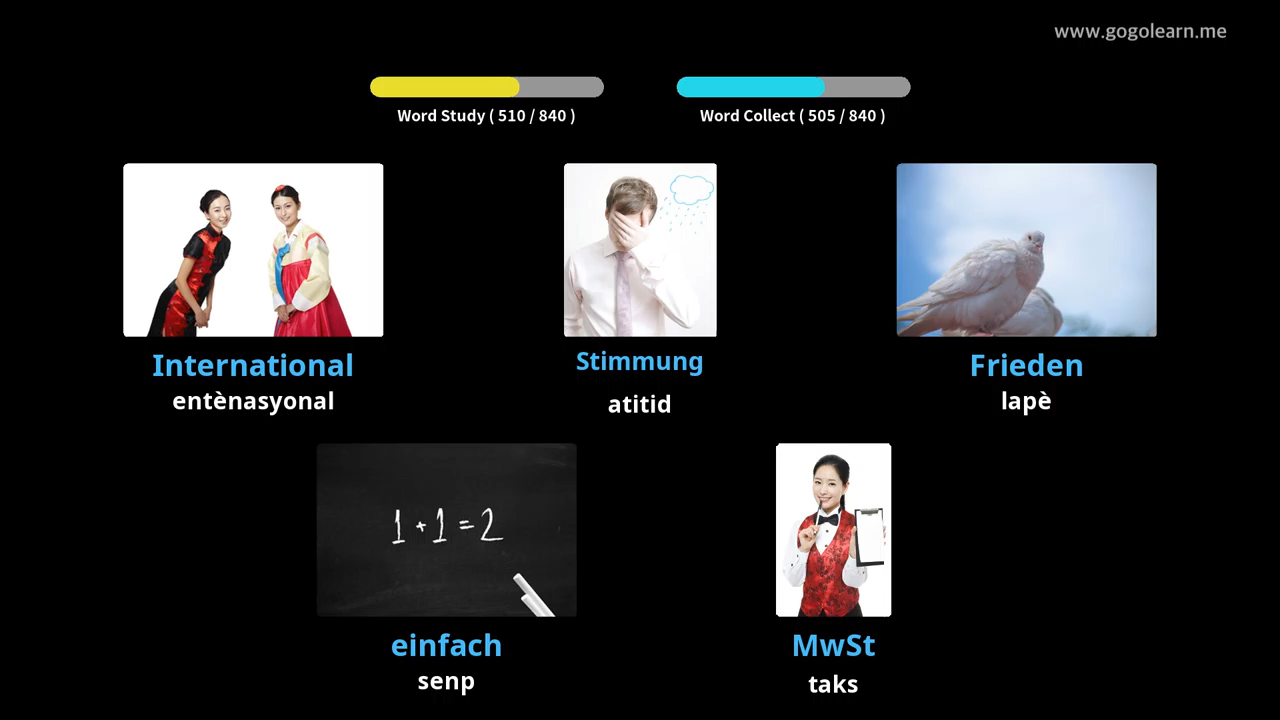 www.gogolearn.me
Word Study ( 510 / 840 )
Word Collect ( 505 / 840 )
International
entènasyonal
Stimmung
atitid
Frieden
lapè
1 + 1 = 2
einfach
senp
MwSt
taks